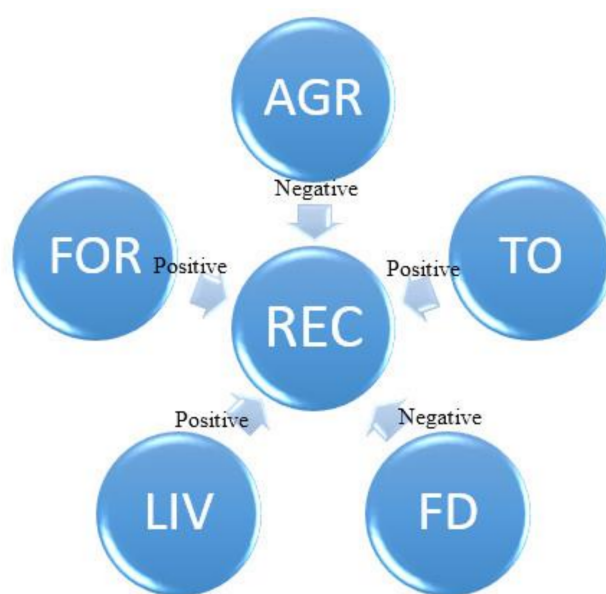 AGR
Negative
FOR
Positive
Positive
TO
REC
Positive
Negative
LIV
FD